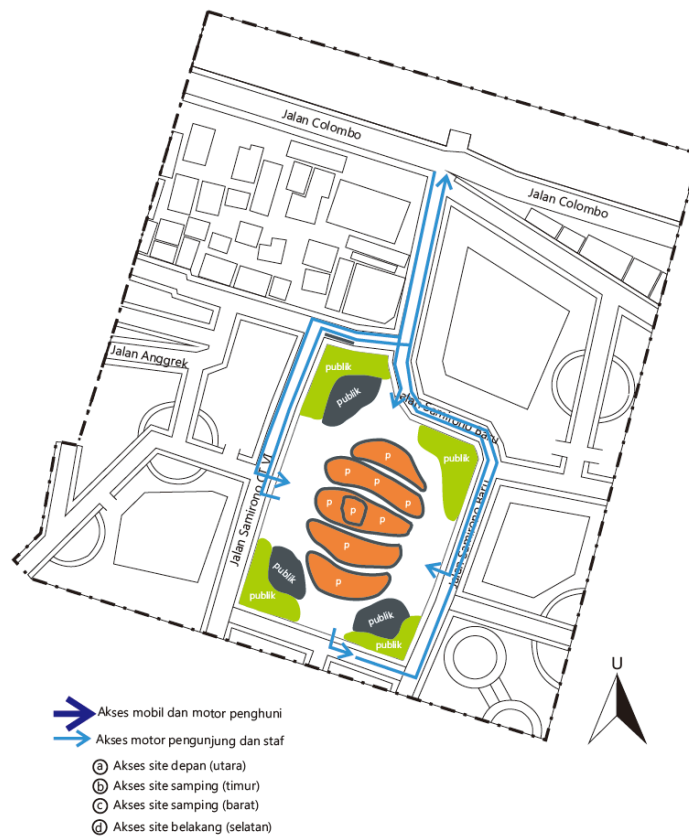 Jalan Colombo
Jalan Colombo
Jalan Anggrek
publik
publik
Jalan Samirono Baru
publik
p
p
p
p
p
p
p
p
p
Jalan Samirono CT VI
Jalan Samirono Baru
publik
publik
publik
publik
U
Akses mobil dan motor penghuni
Akses motor pengunjung dan staf
a Akses site depan (utara)
b Akses site samping (timur)
c Akses site samping (barat)
d Akses site belakang (selatan)